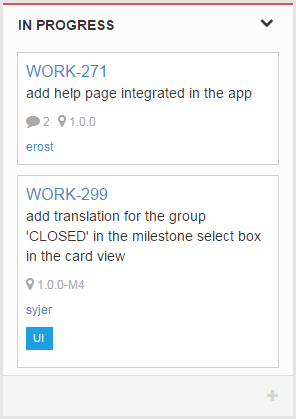 IN PROGRESS
WORK-271
add help page integrated in the app
2 1.0.0
erost
WORK-299
add translation for the group
'CLOSED' in the milestone select box
in the card view
1.0.0-M4
syjer
UI